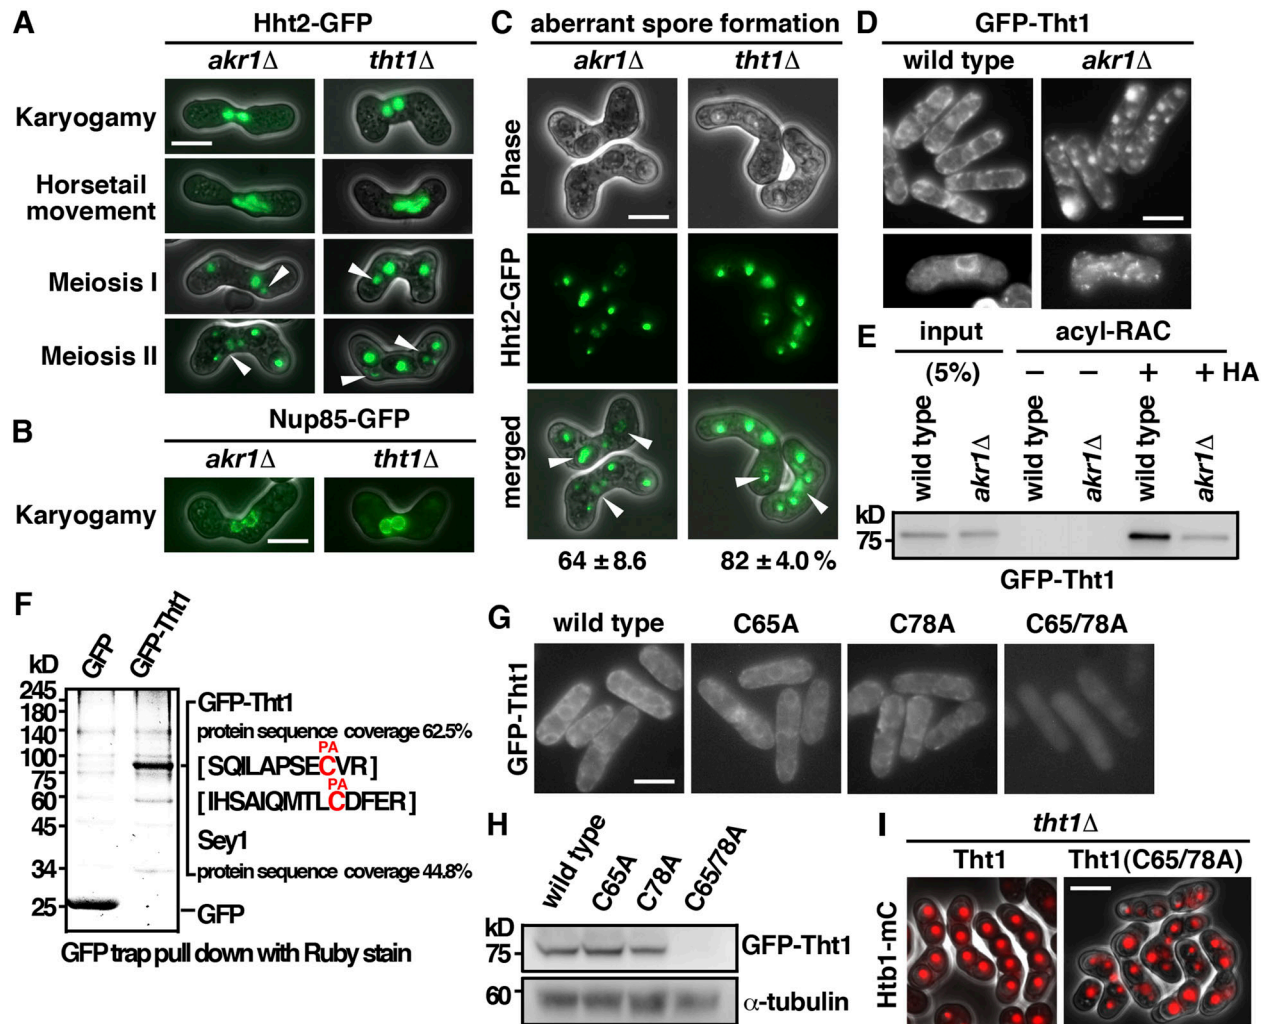 A
Hht2-GFP
akr1Δ
tht1Δ
Karyogamy
Horsetail
movement
Meiosis I
Meiosis II
B
Nup85-GFP
akr1Δ
tht1Δ
Karyogamy
C
aberrant spore formation
akr1Δ
tht1Δ
Phase
Hht2-GFP
merged
64 ± 8.6
82 ± 4.0 %
D
GFP-Tht1
wild type
akr1Δ
E
input
acyl-RAC
(5%)
− − + + HA
wild type
akr1Δ
wild type
akr1Δ
wild type
akr1Δ
kD
75
GFP-Tht1
F
GFP
GFP-Tht1
kD
245
180
140
100
75
60
45
34
25
GFP-Tht1
protein sequence coverage 62.5%
PA
[ SQILAPSECVR ]
PA
[ IHSAIQMTLCDFER ]
Sey1
protein sequence coverage 44.8%
GFP
GFP trap pull down with Ruby stain
G
wild type
C65A
C78A
C65/78A
GFP-Tht1
H
wild type
C65A
C78A
C65/78A
kD
75
GFP-Tht1
60
α-tubulin
I
tht1Δ
Tht1
Tht1(C65/78A)
Htb1-mC